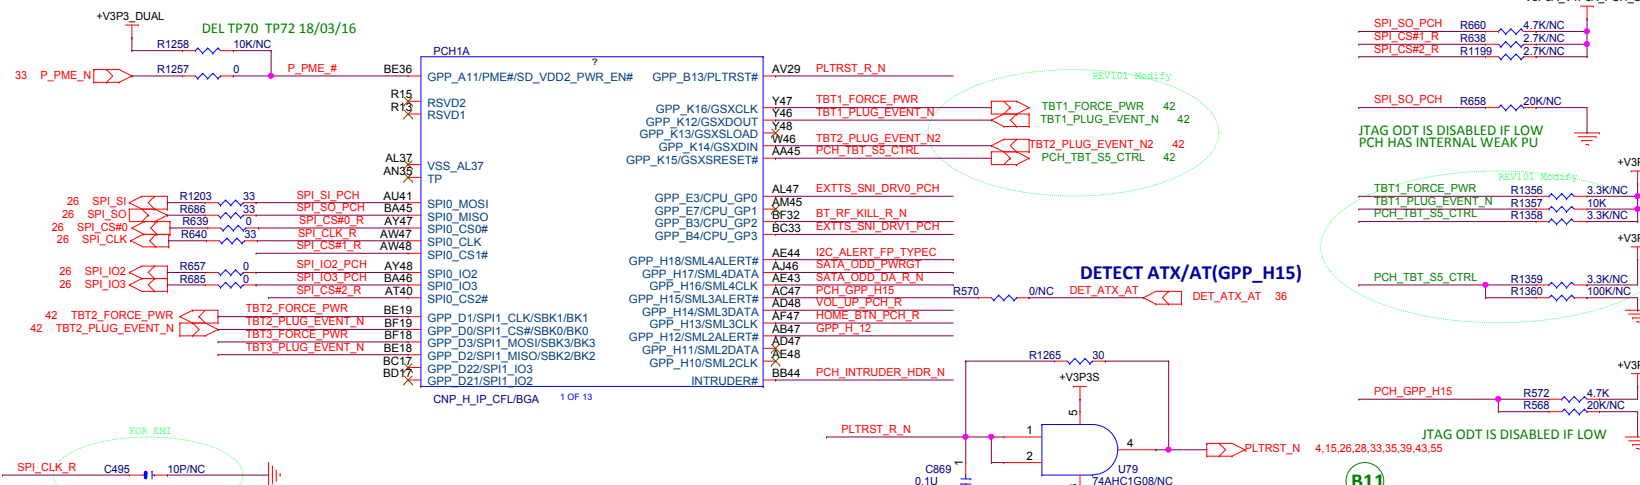 +V3P3_DUAL
DEL TP70 TP72 18/03/16
R1258 10K/NC
33 P_PME_N R1257 0 P_PME_# BE36
PCH1A
?
GPP_A11/PME#/SD_VDD2_PWR_EN#
R15 RSVD2
R13 RSVD1
AL37 VSS_AL37
AN35 TP
26 SPI_SI R1203 33 SPI_SI_PCH AU41 SPI0_MOSI
26 SPI_SO R686 33 SPI_SO_PCH BA45 SPI0_MISO
26 SPI_CS#0 R639 0 SPI_CS#0_R AY47 SPI0_CS0#
26 SPI_CLK R640 33 SPI_CLK_R AW47 SPI0_CLK
SPI_CS#1_R AW48 SPI0_CS1#
26 SPI_IO2 R657 0 SPI_IO2_PCH AY48 SPI0_IO2
26 SPI_IO3 R685 0 SPI_IO3_PCH BA46 SPI0_IO3
SPI_CS#2_R AT40 SPI0_CS2#
42 TBT2_FORCE_PWR TBT2_FORCE_PWR BE19 GPP_D1/SPI1_CLK/SBK1/BK1
42 TBT2_PLUG_EVENT_N TBT2_PLUG_EVENT_N BF19 GPP_D0/SPI1_CS#/SBK0/BK0
TBT3_FORCE_PWR BF18 GPP_D3/SPI1_MOSI/SBK3/BK3
TBT3_PLUG_EVENT_N BE18 GPP_D2/SPI1_MISO/SBK2/BK2
BC17 GPP_D22/SPI1_IO3
BD17 GPP_D21/SPI1_IO2
CNP_H_IP_CFL/BGA 1 OF 13
GPP_B13/PLTRST# AV29 PLTRST_R_N
REV101 Modify
GPP_K16/GSXCLK Y47 TBT1_FORCE_PWR TBT1_FORCE_PWR 42
GPP_K12/GSXDOUT Y46 TBT1_PLUG_EVENT_N TBT1_PLUG_EVENT_N 42
GPP_K13/GSXSLOAD Y48
GPP_K14/GSXDIN W46 TBT2_PLUG_EVENT_N2 TBT2_PLUG_EVENT_N2 42
GPP_K15/GSXSRESET# AA45 PCH_TBT_S5_CTRL PCH_TBT_S5_CTRL 42
GPP_E3/CPU_GP0 AL47 EXTTS_SNI_DRV0_PCH
GPP_E7/CPU_GP1 AM45
GPP_B3/CPU_GP2 BF32 BT_RF_KILL_R_N
GPP_B4/CPU_GP3 BC33 EXTTS_SNI_DRV1_PCH
GPP_H18/SML4ALERT# AE44 I2C_ALERT_FP_TYPEC
GPP_H17/SML4DATA AJ46 SATA_ODD_PWRGT
GPP_H16/SML4CLK AE43 SATA_ODD_DA_R_N
GPP_H15/SML3ALERT# AC47 PCH_GPP_H15 R570 0/NC DET_ATX_AT DET_ATX_AT 36
GPP_H14/SML3DATA AD48 VOL_UP_PCH_R
GPP_H13/SML3CLK AF47 HOME_BTN_PCH_R
GPP_H12/SML2ALERT# AB47 GPP_H_12
GPP_H11/SML2DATA AD47
GPP_H10/SML2CLK AE48
INTRUDER# BB44 PCH_INTRUDER_HDR_N
DETECT ATX/AT(GPP_H15)
SPI_SO_PCH R660 4.7K/NC
SPI_CS#1_R R638 2.7K/NC
SPI_CS#2_R R1199 2.7K/NC
SPI_SO_PCH R658 20K/NC
JTAG ODT IS DISABLED IF LOW
PCH HAS INTERNAL WEAK PU
REV101 Modify
TBT1_FORCE_PWR R1356 3.3K/NC
TBT1_PLUG_EVENT_N R1357 10K
PCH_TBT_S5_CTRL R1358 3.3K/NC
PCH_TBT_S5_CTRL R1359 3.3K/NC
R1360 100K/NC
PCH_GPP_H15 R572 4.7K
R568 20K/NC
JTAG ODT IS DISABLED IF LOW
R1265 30
+V3P3S
5
PLTRST_R_N 1 4 PLTRST_N 4,15,26,28,33,35,39,43,55
2
C869 1
0.1U
U79
74AHC1G08/NC
B11
FOR EMI
SPI_CLK_R C495 10P/NC